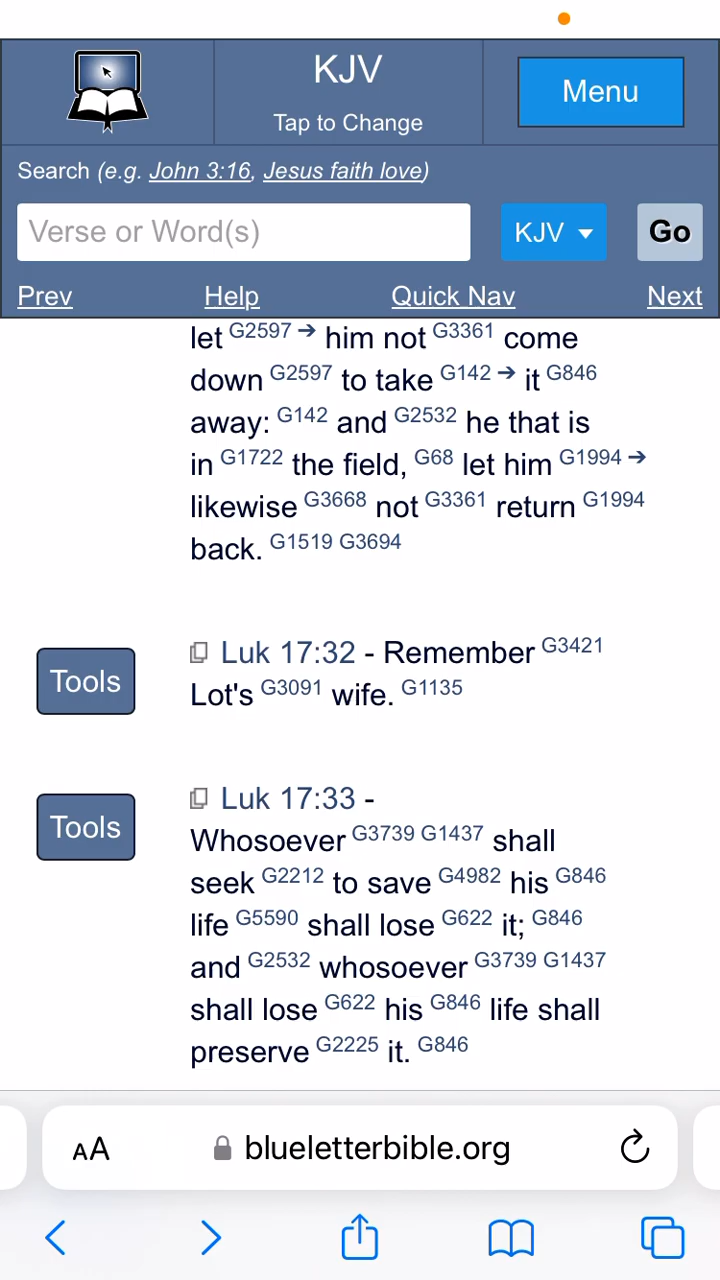 KJV
Tap to Change
Menu
Search (e.g. John 3:16, Jesus faith love)
Verse or Word(s)
KJV
Go
Prev Help Quick Nav Next
let G2597 → him not G3361 come
down G2597 to take G142 → it G846
away: G142 and G2532 he that is
in G1722 the field, G68 let him G1994 →
likewise G3668 not G3361 return G1994
back. G1519 G3694
Tools
Luk 17:32 - Remember G3421
Lot's G3091 wife. G1135
Tools
Luk 17:33 -
Whosoever G3739 G1437 shall
seek G2212 to save G4982 his G846
life G5590 shall lose G622 it; G846
and G2532 whosoever G3739 G1437
shall lose G622 his G846 life shall
preserve G2225 it. G846
AA blueletterbible.org